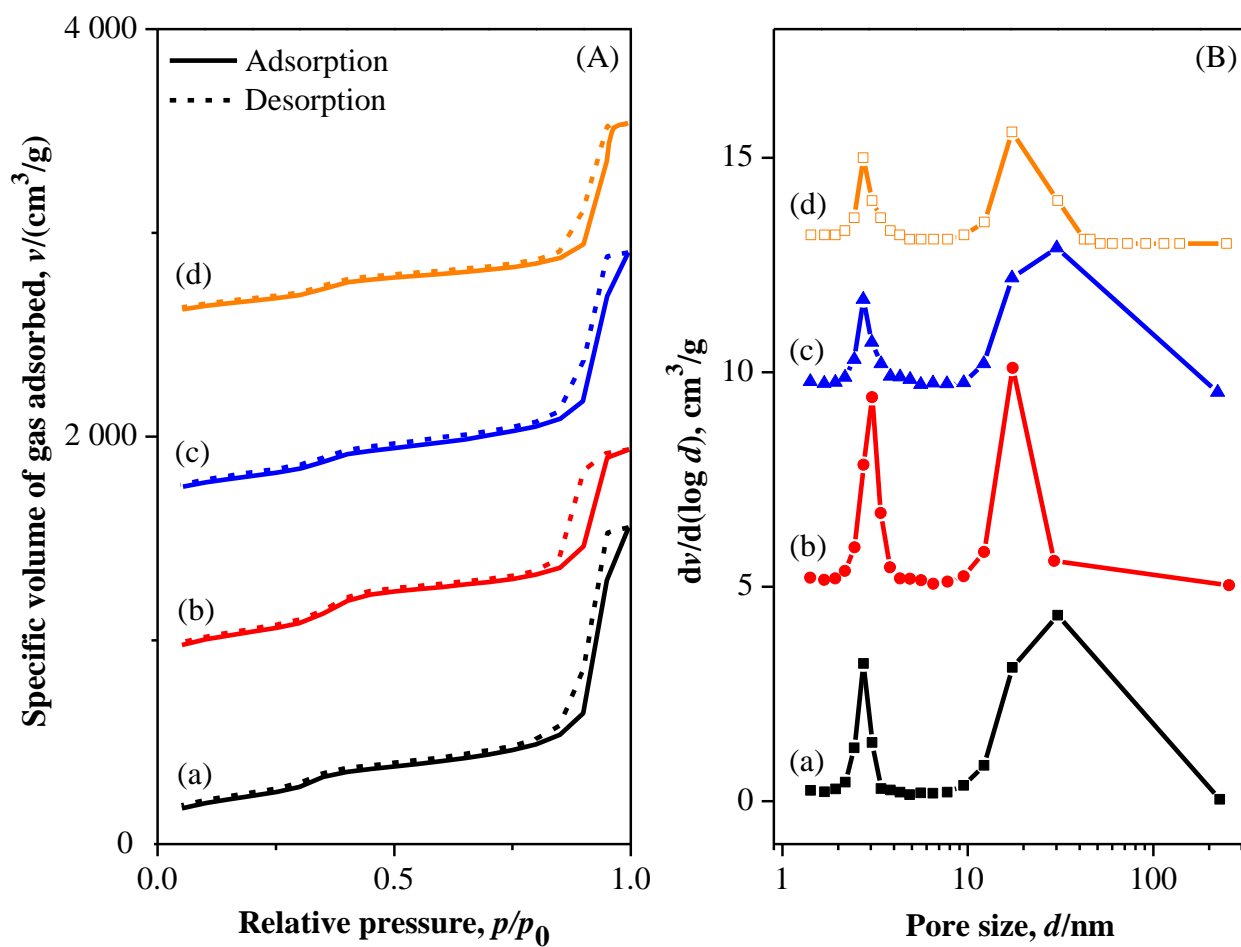 4 000
Adsorption
Desorption
(A)
(d)
2 000
(c)
(b)
(a)
0
0.0
0.5
1.0
Relative pressure, p/p0
Specific volume of gas adsorbed, v/(cm3/g)
(B)
15
(d)
10
(c)
(b)
5
(a)
0
1
10
100
Pore size, d/nm
dv/d(log d), cm3/g